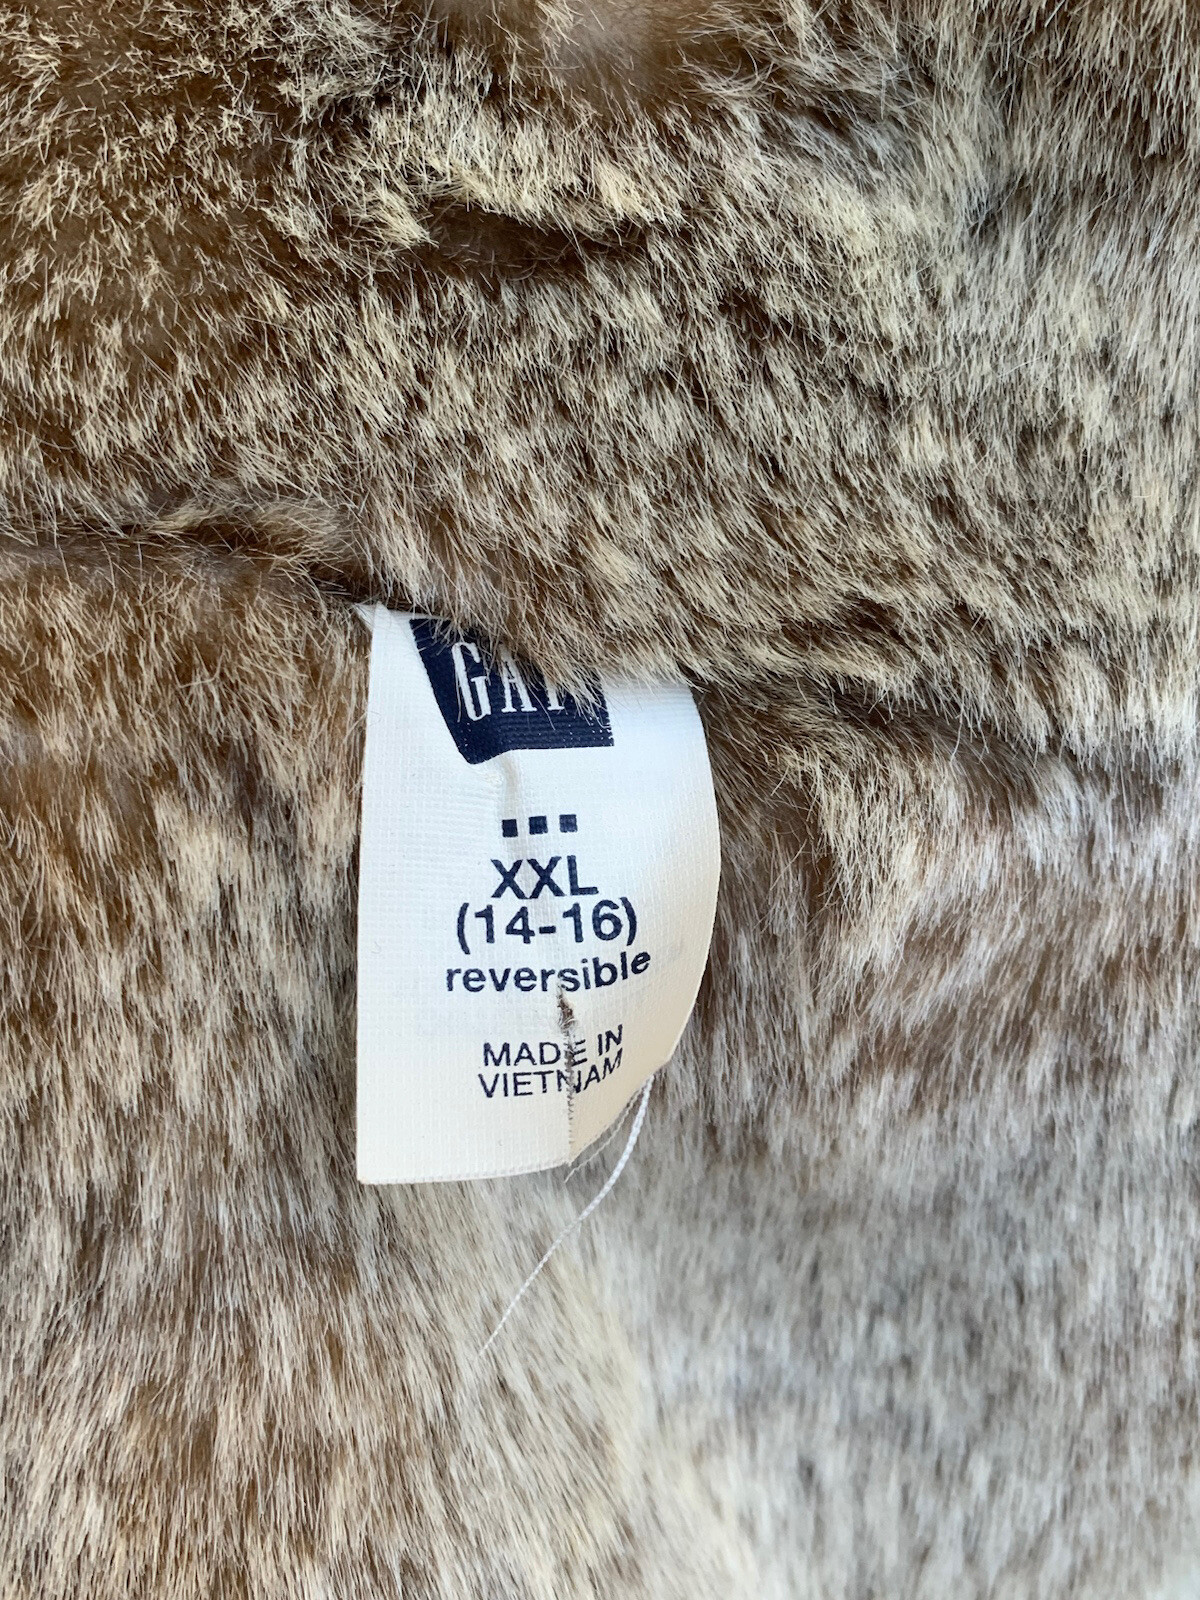 GAP
XXL
(14-16)
reversible
MADE IN
VIETNAM